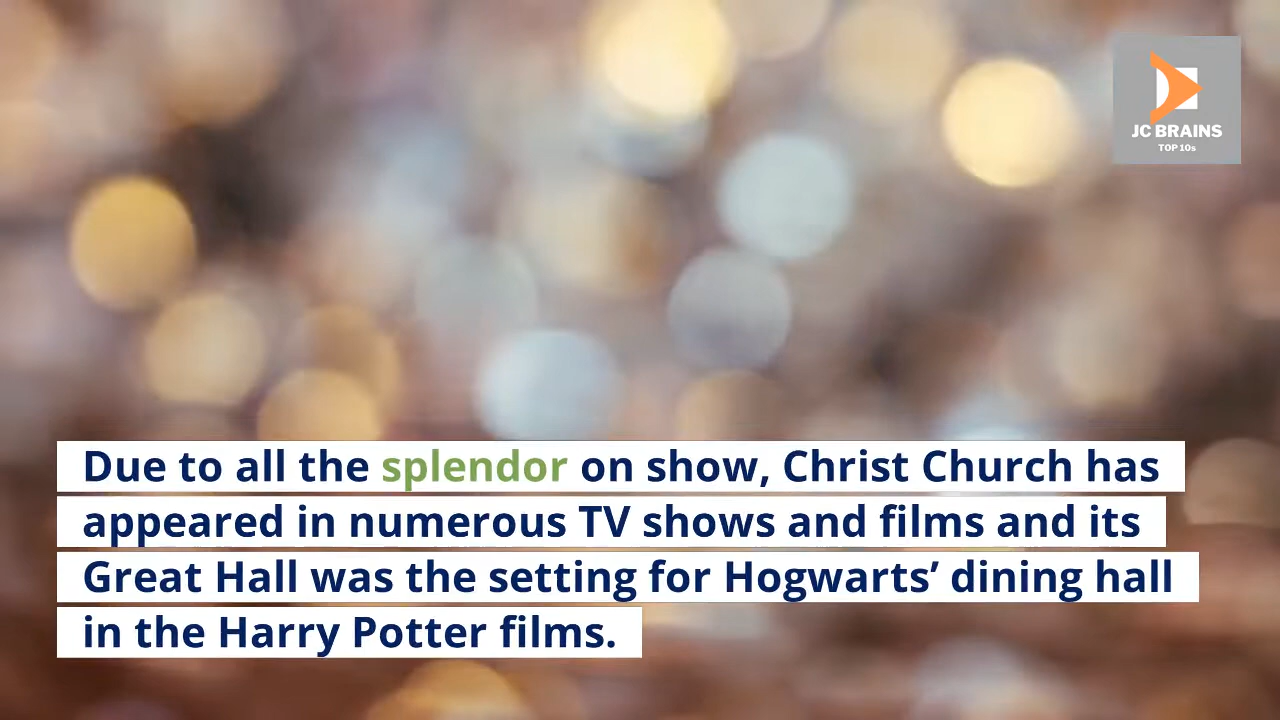 JC BRAINS
TOP 10s
Due to all the splendor on show, Christ Church has
appeared in numerous TV shows and films and its
Great Hall was the setting for Hogwarts’ dining hall
in the Harry Potter films.